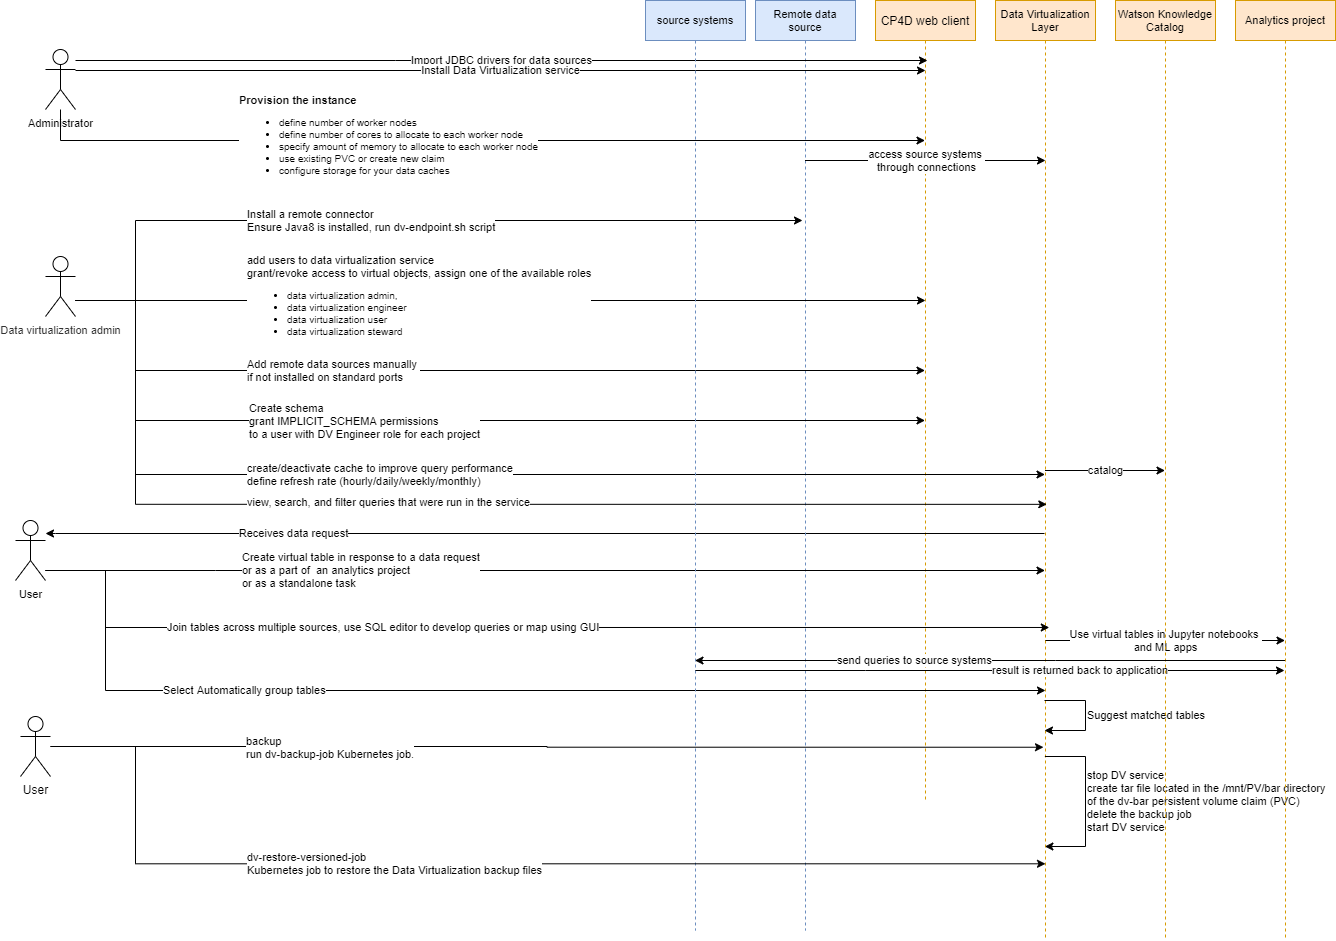 source systems
Remote data
source
CP4D web client
Data Virtualization
Layer
Watson Knowledge
Catalog
Analytics project
Import JDBC drivers for data sources
Install Data Virtualization service
Administrator
Provision the instance
define number of worker nodes
define number of cores to allocate to each worker node
specify amount of memory to allocate to each worker node
use existing PVC or create new claim
configure storage for your data caches
access source systems
through connections
Install a remote connector
Ensure Java8 is installed, run dv-endpoint.sh script
Data virtualization admin
add users to data virtualization service
grant/revoke access to virtual objects, assign one of the available roles
data virtualization admin,
data virtualization engineer
data virtualization user
data virtualization steward
Add remote data sources manually
if not installed on standard ports
Create schema
grant IMPLICIT_SCHEMA permissions
to a user with DV Engineer role for each project
create/deactivate cache to improve query performance
define refresh rate (hourly/daily/weekly/monthly)
catalog
view, search, and filter queries that were run in the service
Receives data request
User
Create virtual table in response to a data request
or as a part of  an analytics project
or as a standalone task
Join tables across multiple sources, use SQL editor to develop queries or map using GUI
Use virtual tables in Jupyter notebooks
and ML apps
send queries to source systems
result is returned back to application
Select Automatically group tables
Suggest matched tables
User
backup
run dv-backup-job Kubernetes job.
stop DV service
create tar file located in the /mnt/PV/bar directory
of the dv-bar persistent volume claim (PVC)
delete the backup job
start DV service
dv-restore-versioned-job
Kubernetes job to restore the Data Virtualization backup files